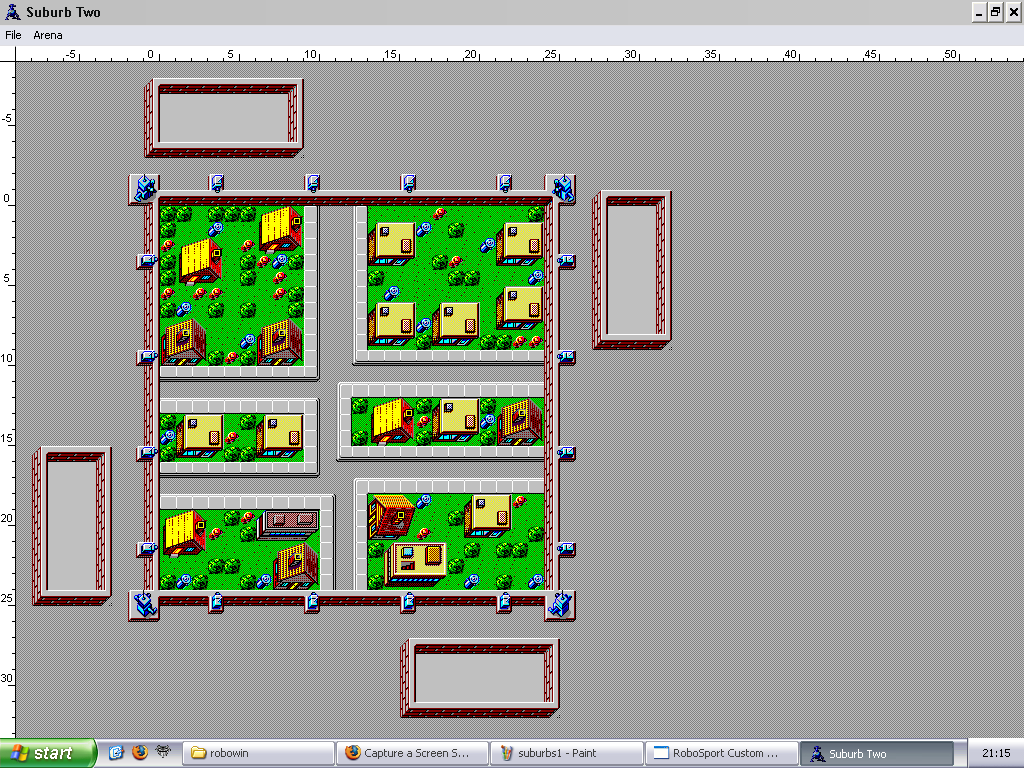 Suburb Two
File Arena
-5 0 5 10 15 20 25 30 35 40 45 50
-5
0
5
10
15
20
25
30
start robowin Capture a Screen S... suburbs1 - Paint RoboSport Custom ... Suburb Two 21:15